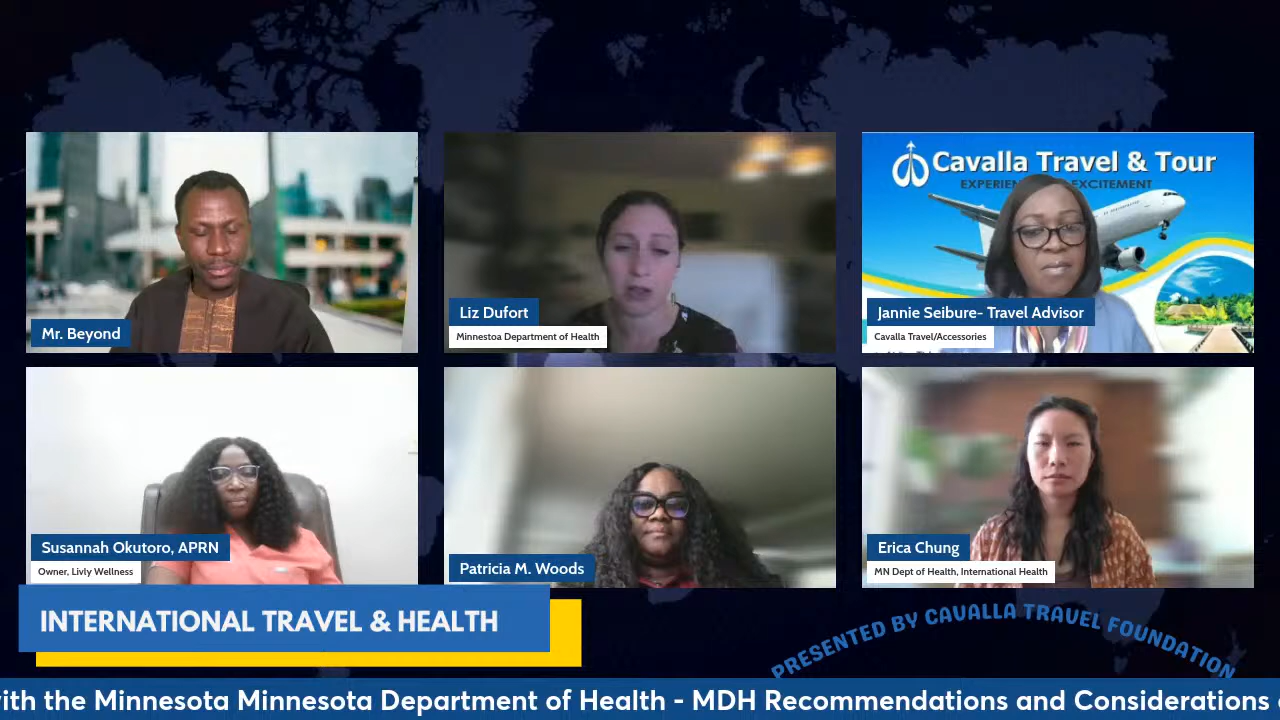 Cavalla Travel & Tour
EXCITEMENT
Mr. Beyond
Liz Dufort
Minnestoa Department of Health
Jannie Seibure- Travel Advisor
Cavalla Travel/Accessories
Susannah Okutoro, APRN
Owner, Livly Wellness
Patricia M. Woods
Erica Chung
MN Dept of Health, International Health
INTERNATIONAL TRAVEL & HEALTH
PRESENTED BY CAVALLA TRAVEL FOUNDATION
with the Minnesota Minnesota Department of Health - MDH Recommendations and Considerations